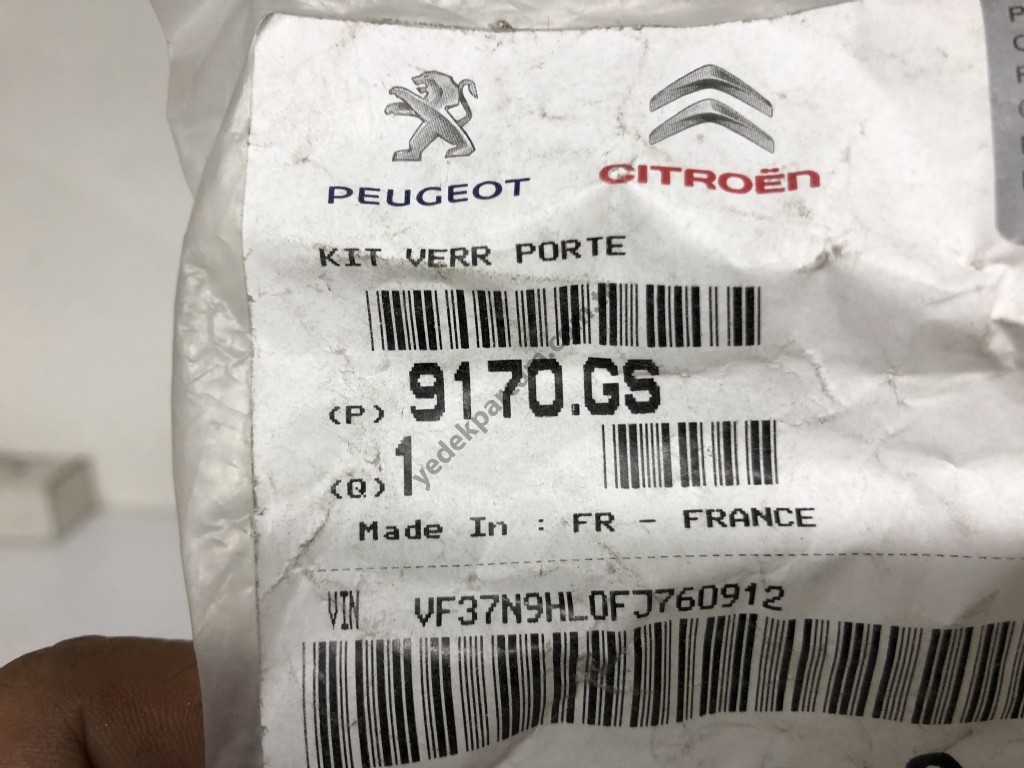 PEUGEOT
CITROËN
KIT VERR PORTE
(P) 9170.GS
(Q) 1
Made In : FR - FRANCE
VIN VF37N9HL0FJ760912